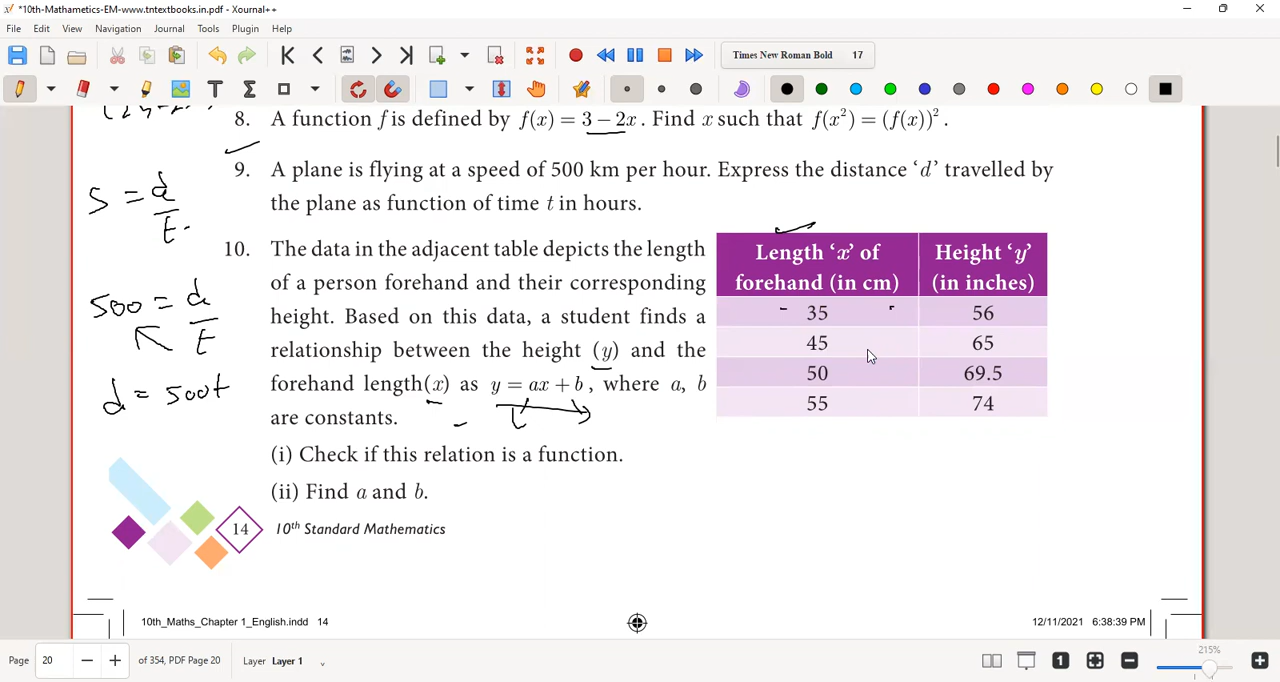 *10th-Mathametics-EM-www.tntextbooks.in.pdf - Xournal++
File Edit View Navigation Journal Tools Plugin Help
Times New Roman Bold 17
8. A function f is defined by f(x) = 3 − 2x. Find x such that f(x²) = (f(x))².
9. A plane is flying at a speed of 500 km per hour. Express the distance ‘d’ travelled by
the plane as function of time t in hours.
S = d/t
500 = d/t
d = 500t
10. The data in the adjacent table depicts the length
of a person forehand and their corresponding
height. Based on this data, a student finds a
relationship between the height (y) and the
forehand length(x) as y = ax + b, where a, b
are constants.
Length ‘x’ of forehand (in cm) Height ‘y’ (in inches)
35 56
45 65
50 69.5
55 74
(i) Check if this relation is a function.
(ii) Find a and b.
14 10th Standard Mathematics
10th_Maths_Chapter 1_English.indd 14 12/11/2021 6:38:39 PM
Page 20 of 354, PDF Page 20 Layer Layer 1 215%